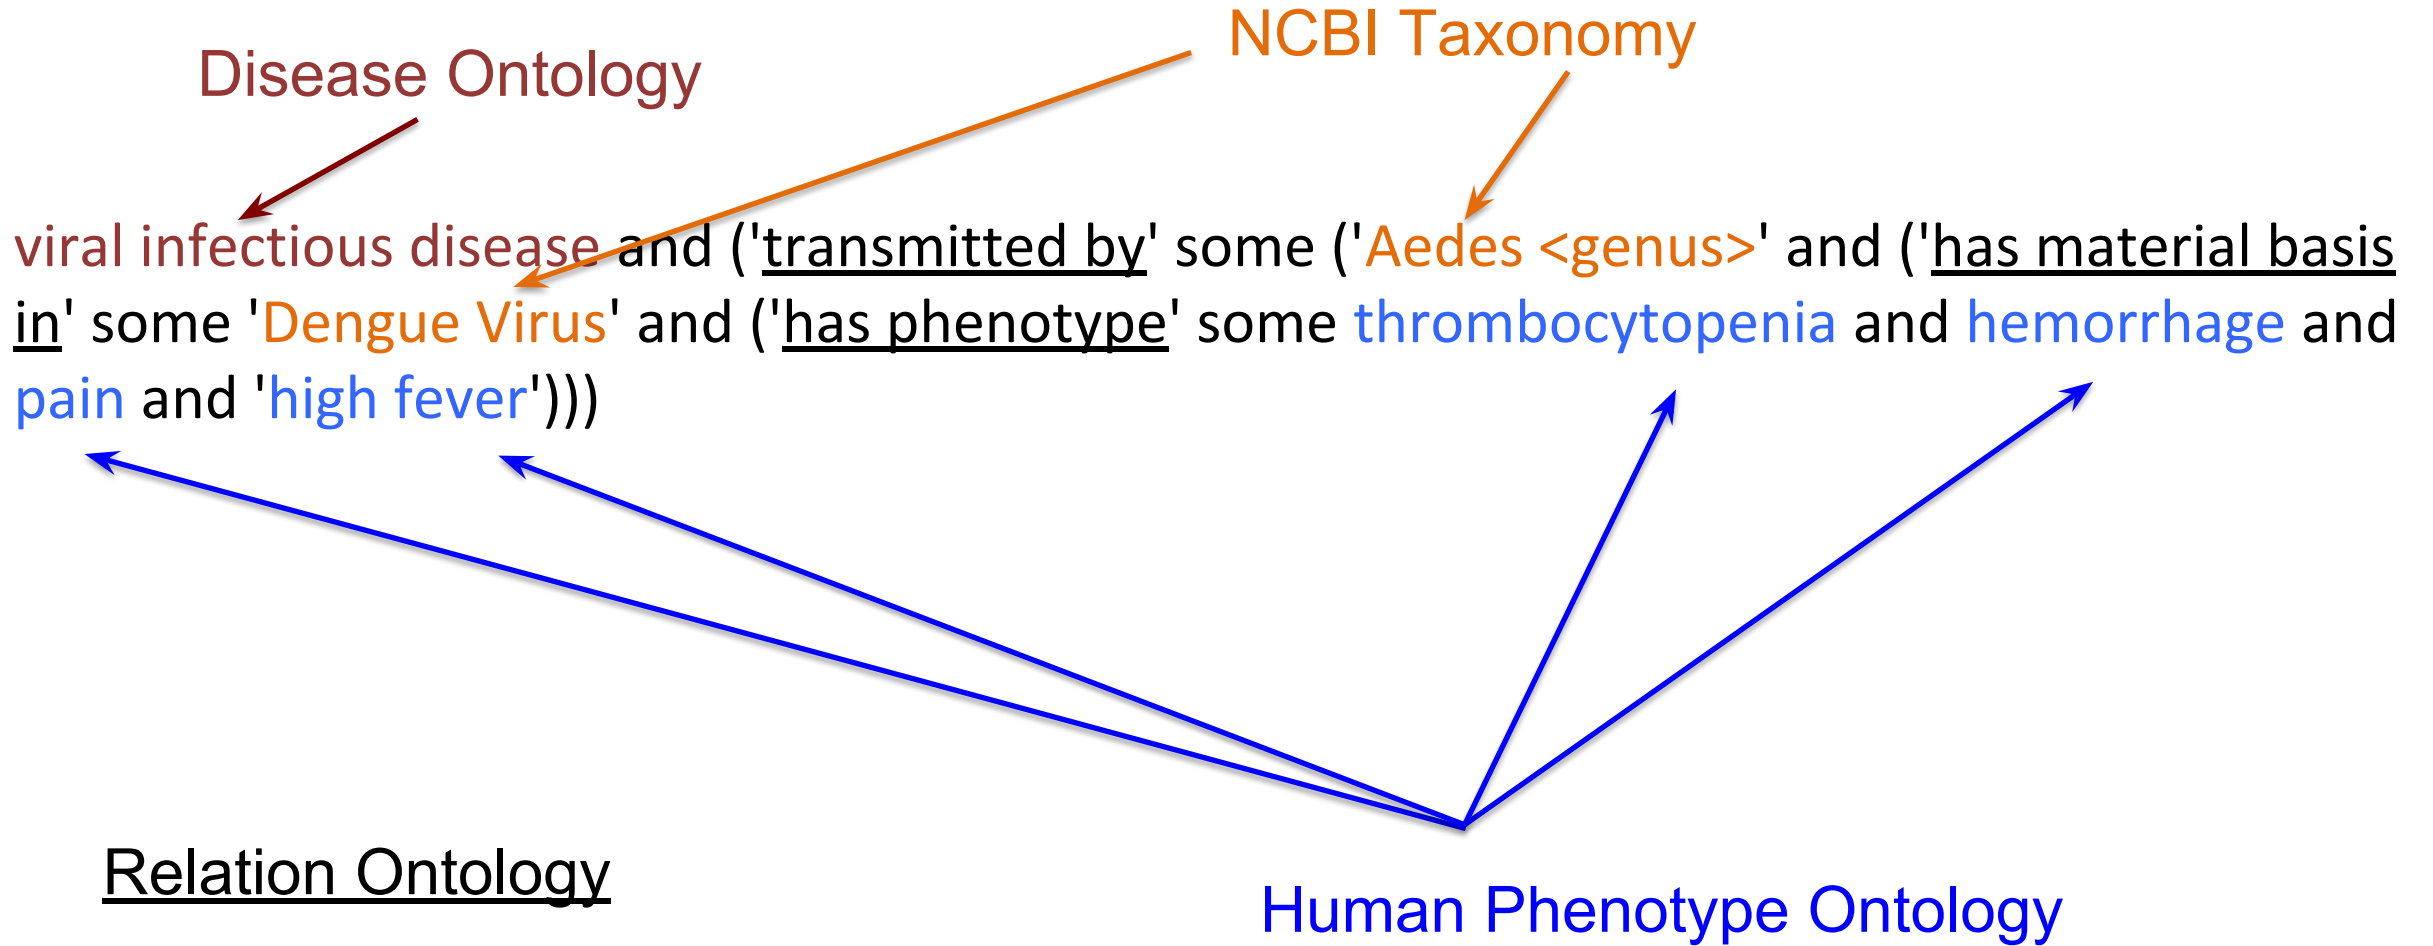 NCBI Taxonomy
Disease Ontology
viral infectious disease and ('transmitted by' some ('Aedes <genus>' and ('has material basis
in' some 'Dengue Virus' and ('has phenotype' some thrombocytopenia and hemorrhage and
pain and 'high fever')))
Relation Ontology
Human Phenotype Ontology